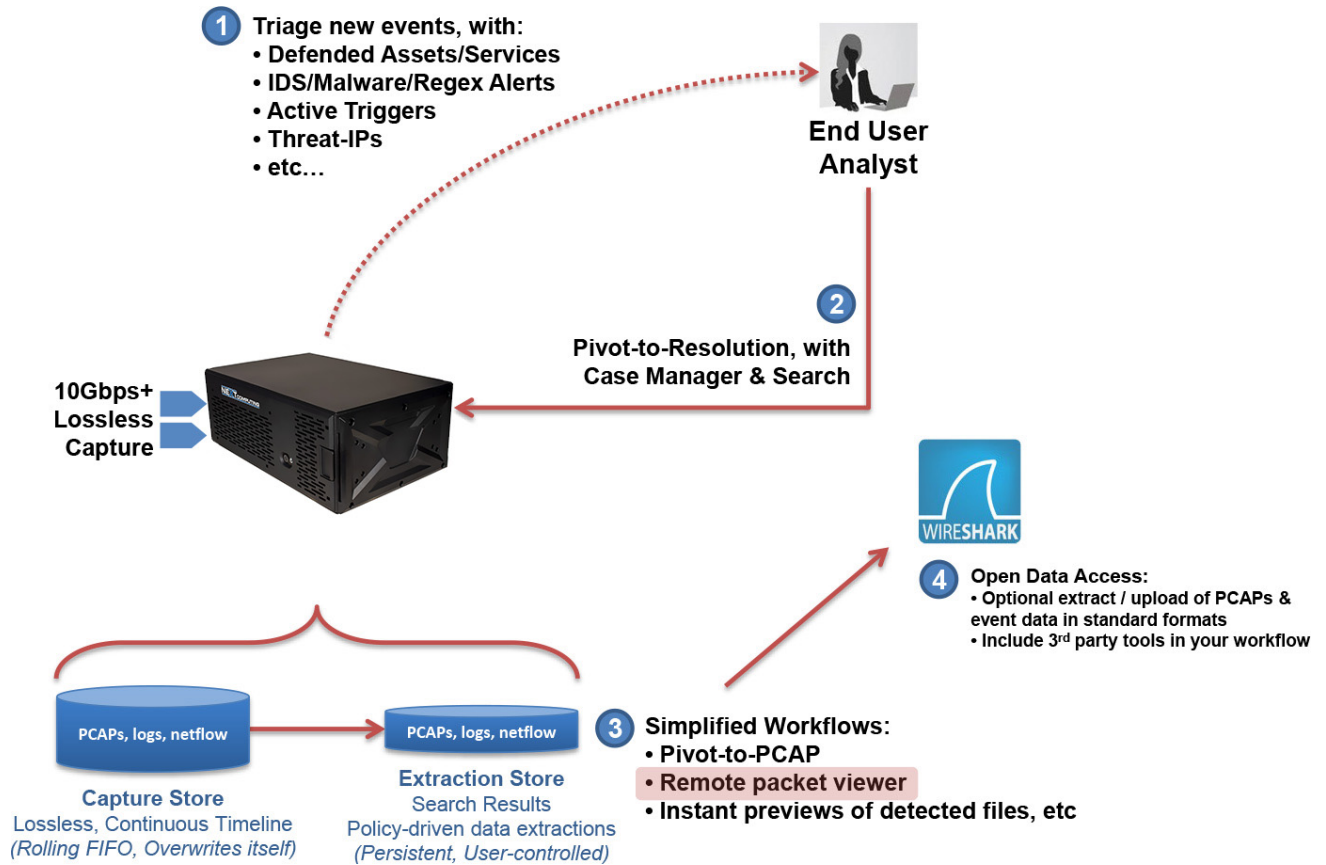 1
Triage new events, with:
• Defended Assets/Services
• IDS/Malware/Regex Alerts
• Active Triggers
• Threat-IPs
• etc…
End User
Analyst
2
Pivot-to-Resolution, with
Case Manager & Search
10Gbps+
Lossless
Capture
COMPUTING
WIRESHARK
4
Open Data Access:
• Optional extract / upload of PCAPs &
event data in standard formats
• Include 3rd party tools in your workflow
PCAPs, logs, netflow
PCAPs, logs, netflow
3
Simplified Workflows:
• Pivot-to-PCAP
• Remote packet viewer
• Instant previews of detected files, etc
Capture Store
Lossless, Continuous Timeline
(Rolling FIFO, Overwrites itself)
Extraction Store
Search Results
Policy-driven data extractions
(Persistent, User-controlled)